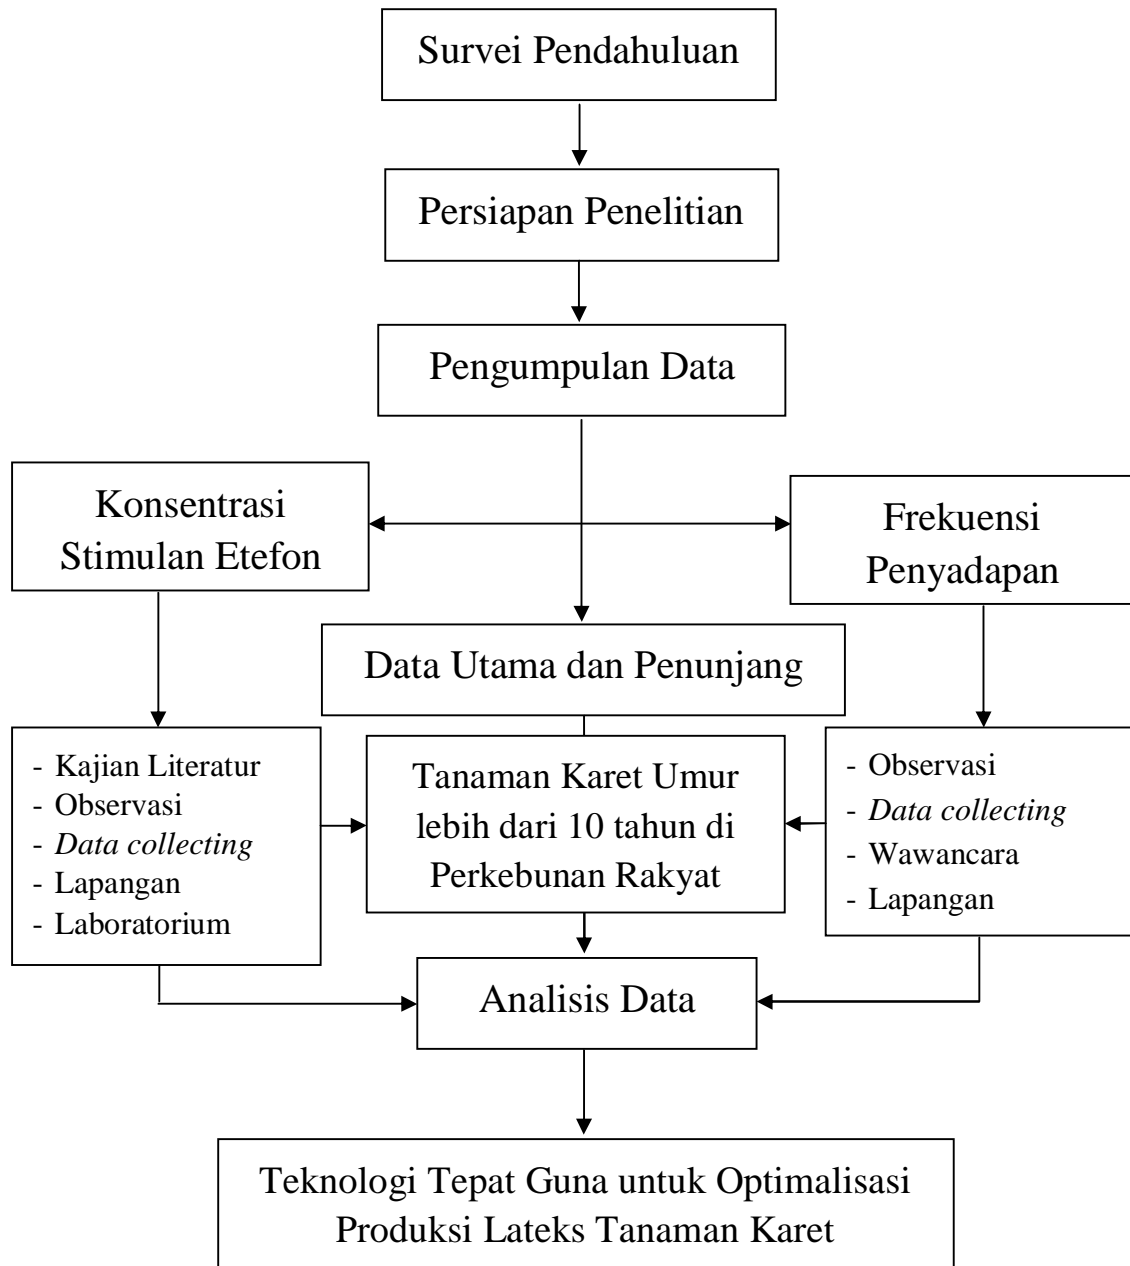 Survei Pendahuluan
Persiapan Penelitian
Pengumpulan Data
Konsentrasi
Stimulan Etefon
Frekuensi
Penyadapan
Data Utama dan Penunjang
- Kajian Literatur
- Observasi
- Data collecting
- Lapangan
- Laboratorium
Tanaman Karet Umur
lebih dari 10 tahun di
Perkebunan Rakyat
- Observasi
- Data collecting
- Wawancara
- Lapangan
Analisis Data
Teknologi Tepat Guna untuk Optimalisasi
Produksi Lateks Tanaman Karet